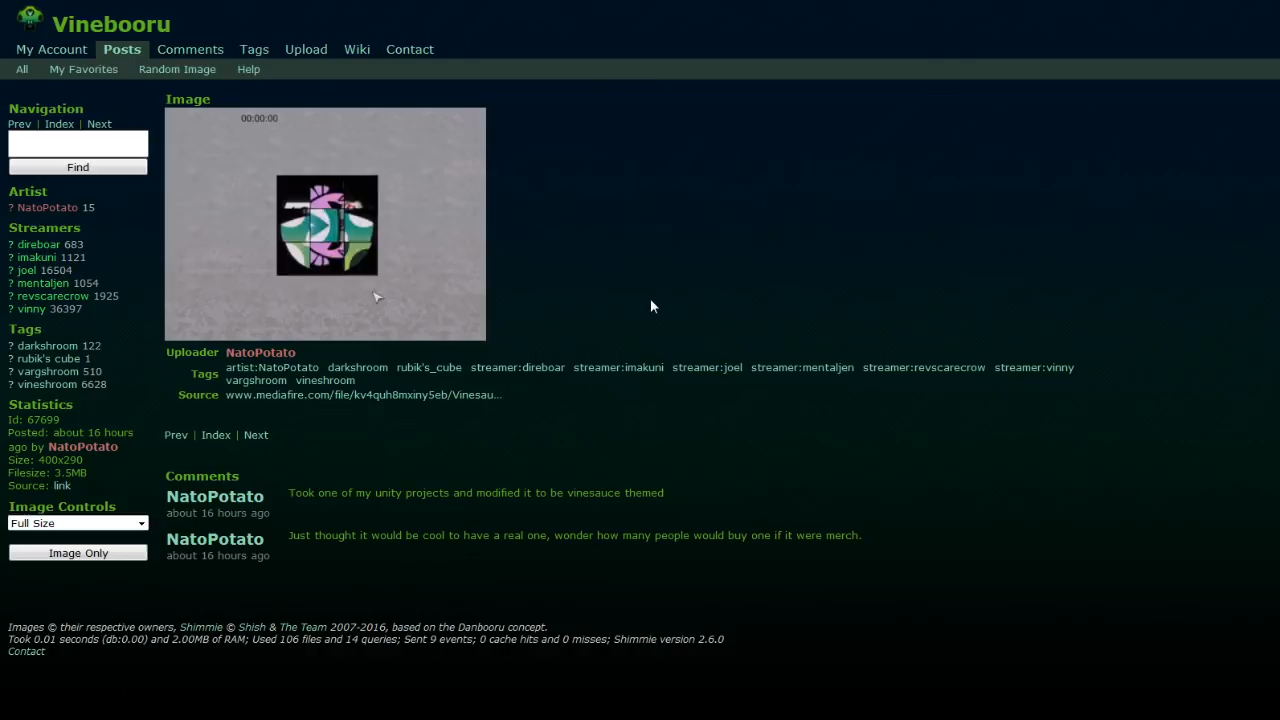 Vinebooru
My Account Posts Comments Tags Upload Wiki Contact
All My Favorites Random Image Help
Navigation
Prev | Index | Next
Find
Artist
? NatoPotato 15
Streamers
? direboar 683
? imakuni 1121
? joel 16504
? mentaljen 1054
? revscarecrow 1925
? vinny 36397
Tags
? darkshroom 122
? rubik's cube 1
? vargshroom 510
? vineshroom 6628
Statistics
Id: 67699
Posted: about 16 hours
ago by NatoPotato
Size: 400x290
Filesize: 3.5MB
Source: link
Image Controls
Full Size
Image Only
Image
00:00:00
Uploader NatoPotato
Tags artist:NatoPotato darkshroom rubik's_cube streamer:direboar streamer:imakuni streamer:joel streamer:mentaljen streamer:revscarecrow streamer:vinny
vargshroom vineshroom
Source www.mediafire.com/file/kv4quh8mxiny5eb/Vinesau...
Prev | Index | Next
Comments
NatoPotato Took one of my unity projects and modified it to be vinesauce themed
about 16 hours ago
NatoPotato Just thought it would be cool to have a real one, wonder how many people would buy one if it were merch.
about 16 hours ago
Images © their respective owners, Shimmie © Shish & The Team 2007-2016, based on the Danbooru concept.
Took 0.01 seconds (db:0.00) and 2.00MB of RAM; Used 106 files and 14 queries; Sent 9 events; 0 cache hits and 0 misses; Shimmie version 2.6.0
Contact